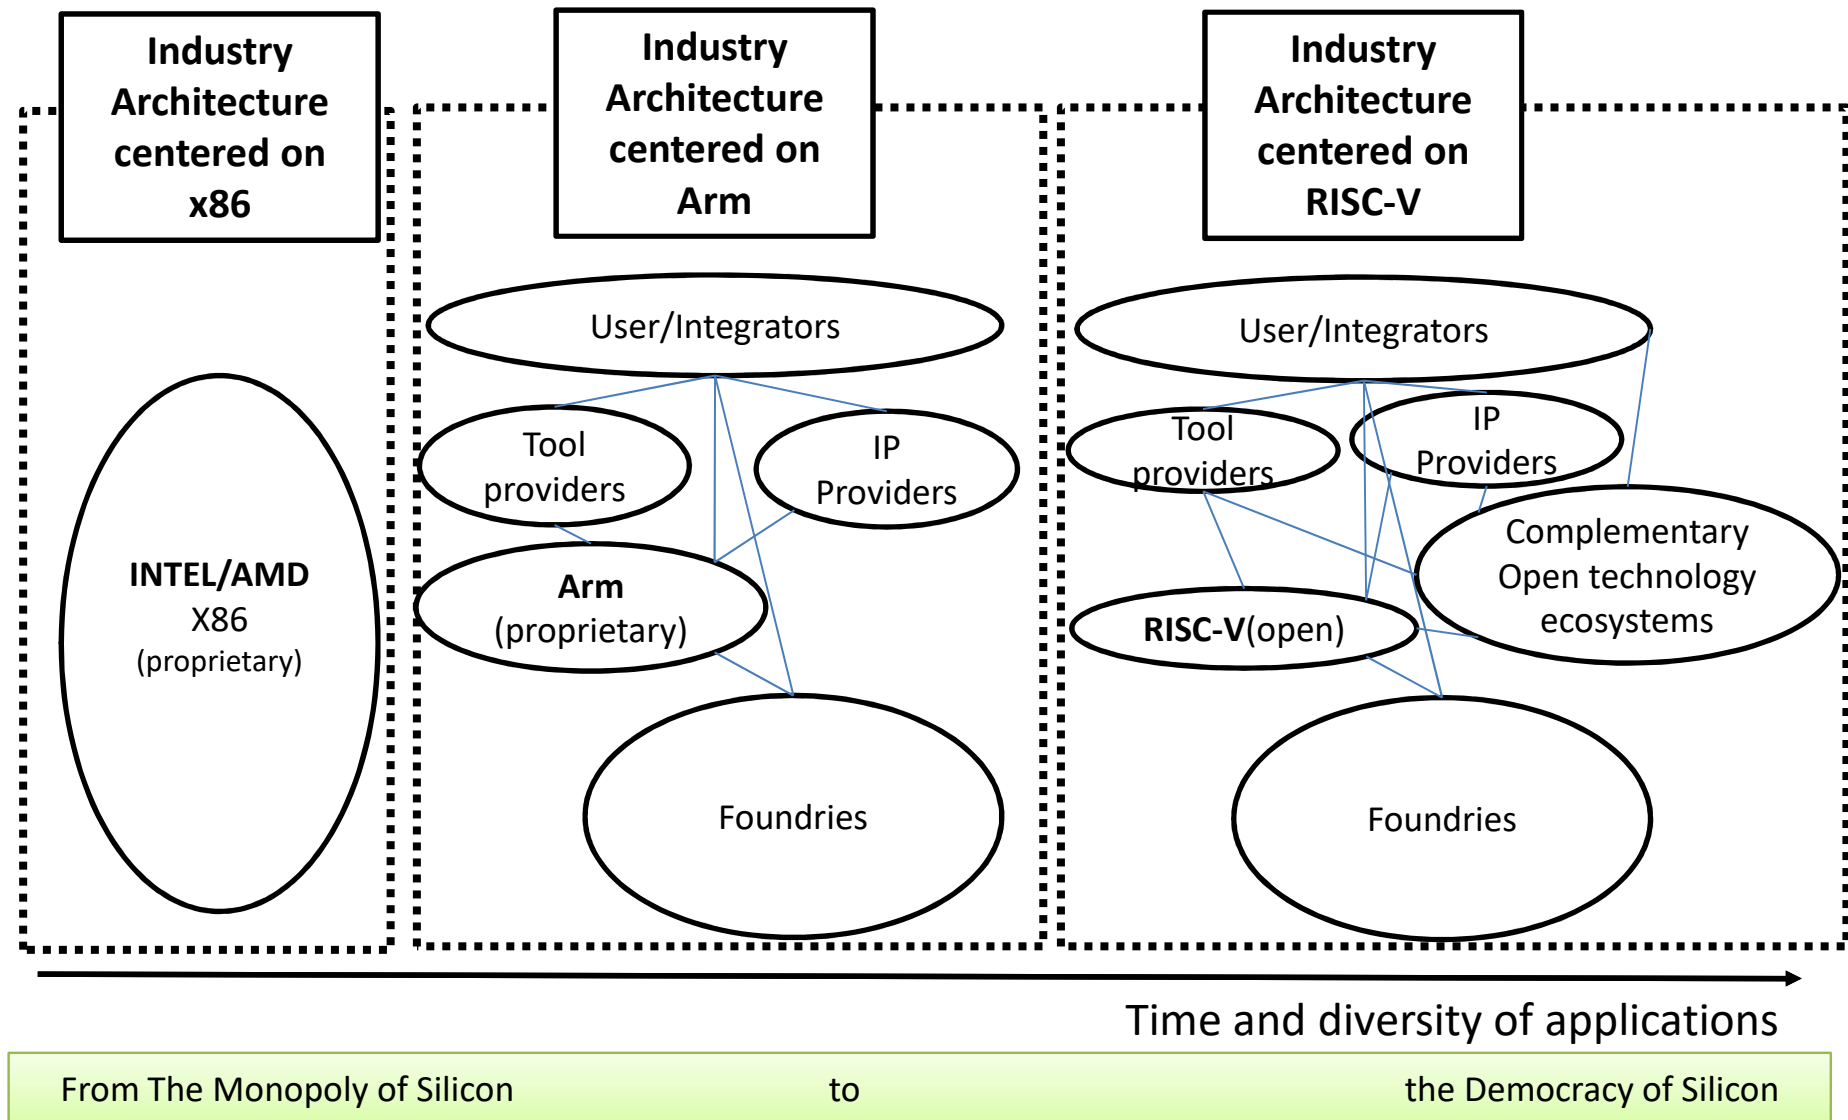 Industry
Architecture
centered on
x86
INTEL/AMD
X86
(proprietary)
Industry
Architecture
centered on
Arm
User/Integrators
Tool
providers
IP
Providers
Arm
(proprietary)
Foundries
Industry
Architecture
centered on
RISC-V
User/Integrators
Tool
providers
IP
Providers
Complementary
Open technology
ecosystems
RISC-V(open)
Foundries
Time and diversity of applications
From The Monopoly of Silicon to the Democracy of Silicon